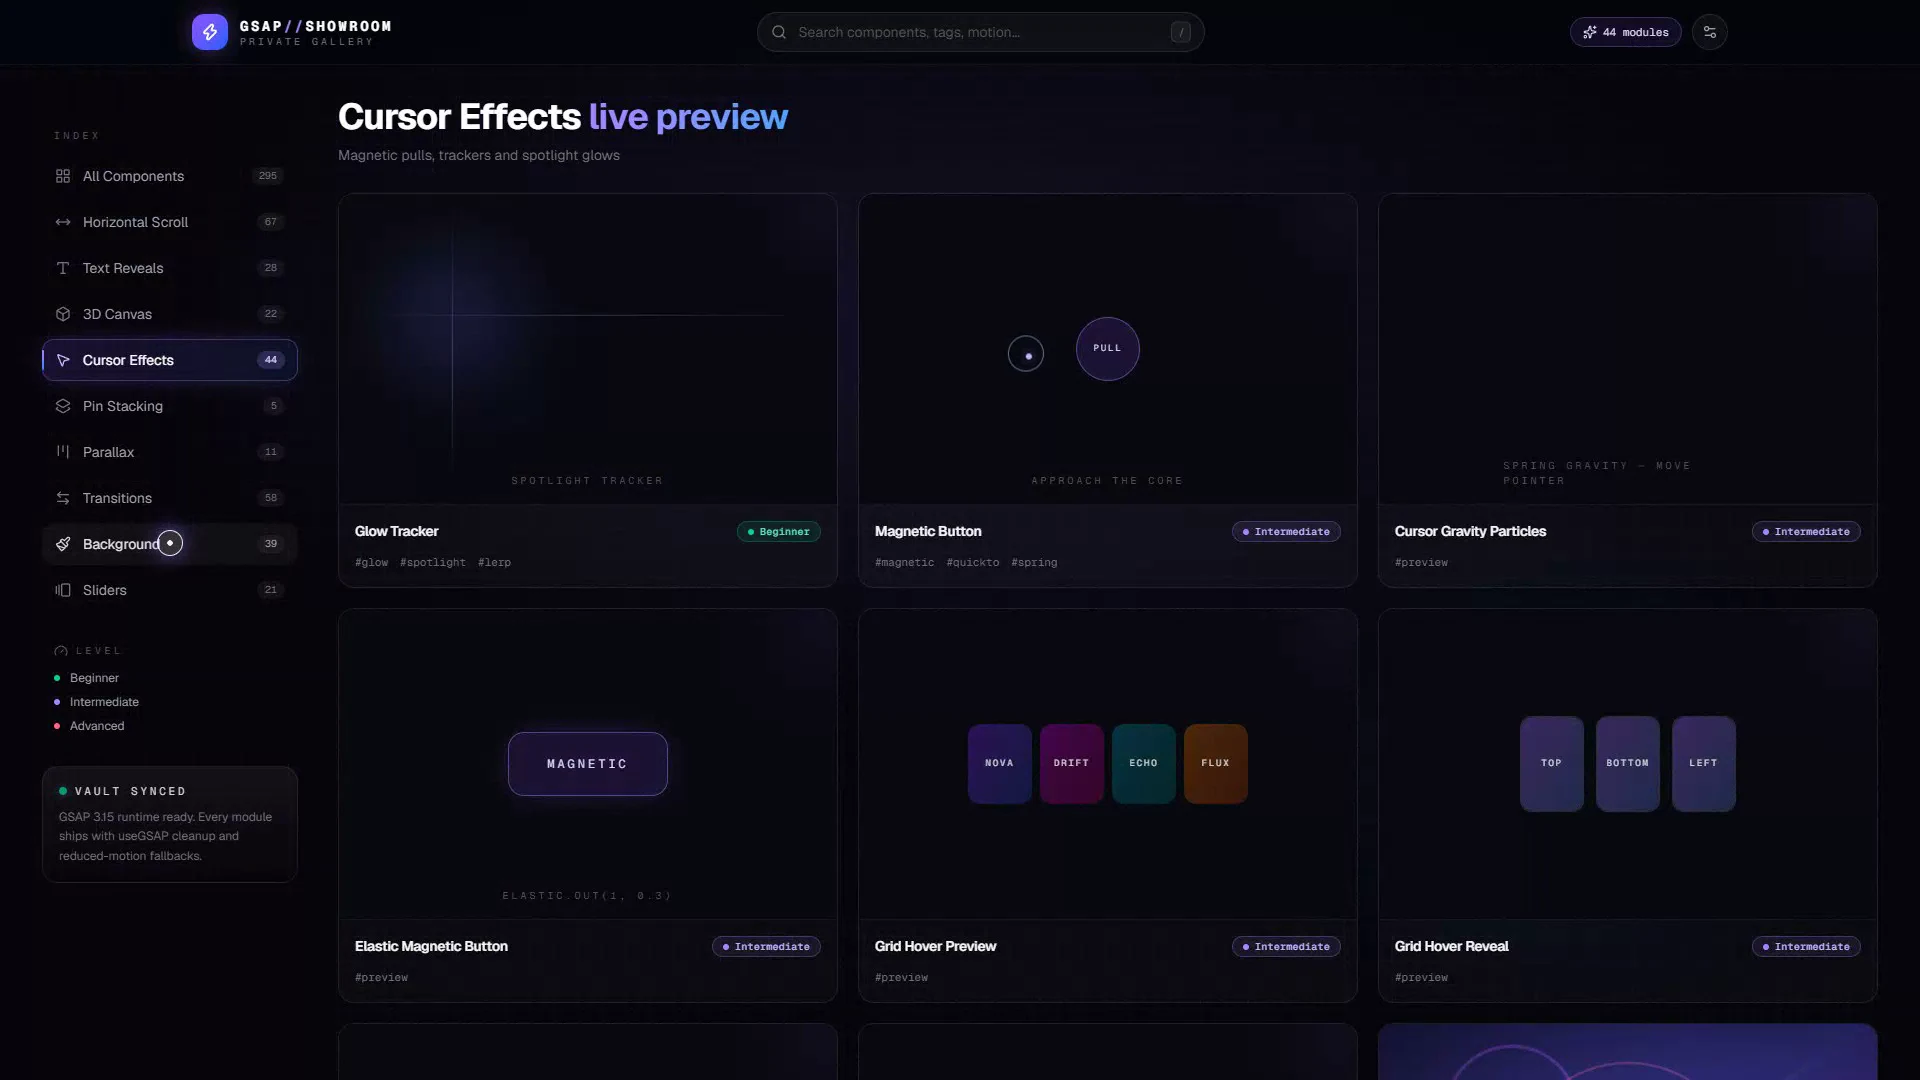 GSAP//SHOWROOM
PRIVATE GALLERY
Search components, tags, motion...
/
44 modules
INDEX
All Components 295
Horizontal Scroll 67
Text Reveals 28
3D Canvas 22
Cursor Effects 44
Pin Stacking 5
Parallax 11
Transitions 58
Background 39
Sliders 21
LEVEL
Beginner
Intermediate
Advanced
VAULT SYNCED
GSAP 3.15 runtime ready. Every module
ships with useGSAP cleanup and
reduced-motion fallbacks.
Cursor Effects live preview
Magnetic pulls, trackers and spotlight glows
SPOTLIGHT TRACKER
Glow Tracker
Beginner
#glow #spotlight #lerp
PULL
APPROACH THE CORE
Magnetic Button
Intermediate
#magnetic #quickto #spring
SPRING GRAVITY — MOVE
POINTER
Cursor Gravity Particles
Intermediate
#preview
MAGNETIC
ELASTIC.OUT(1, 0.3)
Elastic Magnetic Button
Intermediate
#preview
NOVA DRIFT ECHO FLUX
Grid Hover Preview
Intermediate
#preview
TOP BOTTOM LEFT
Grid Hover Reveal
Intermediate
#preview